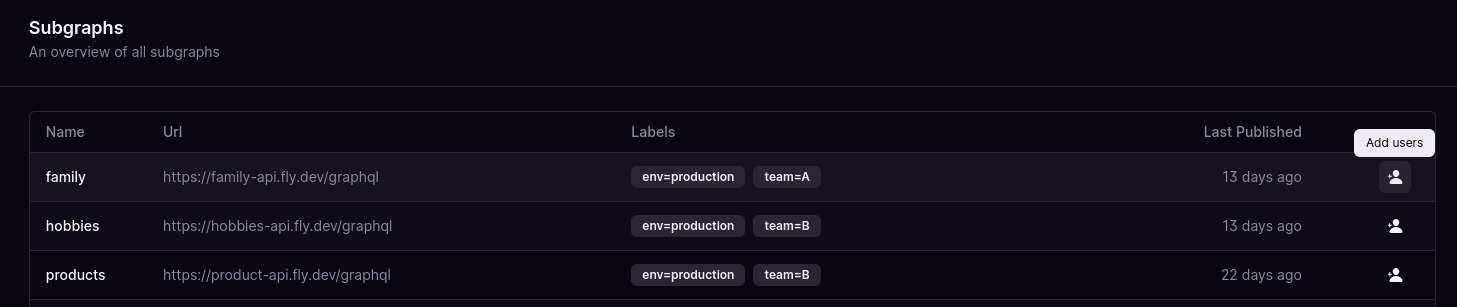 Subgraphs
An overview of all subgraphs
Name Url Labels Last Published
Add users
family https://family-api.fly.dev/graphql env=production team=A 13 days ago
hobbies https://hobbies-api.fly.dev/graphql env=production team=B 13 days ago
products https://product-api.fly.dev/graphql env=production team=B 22 days ago